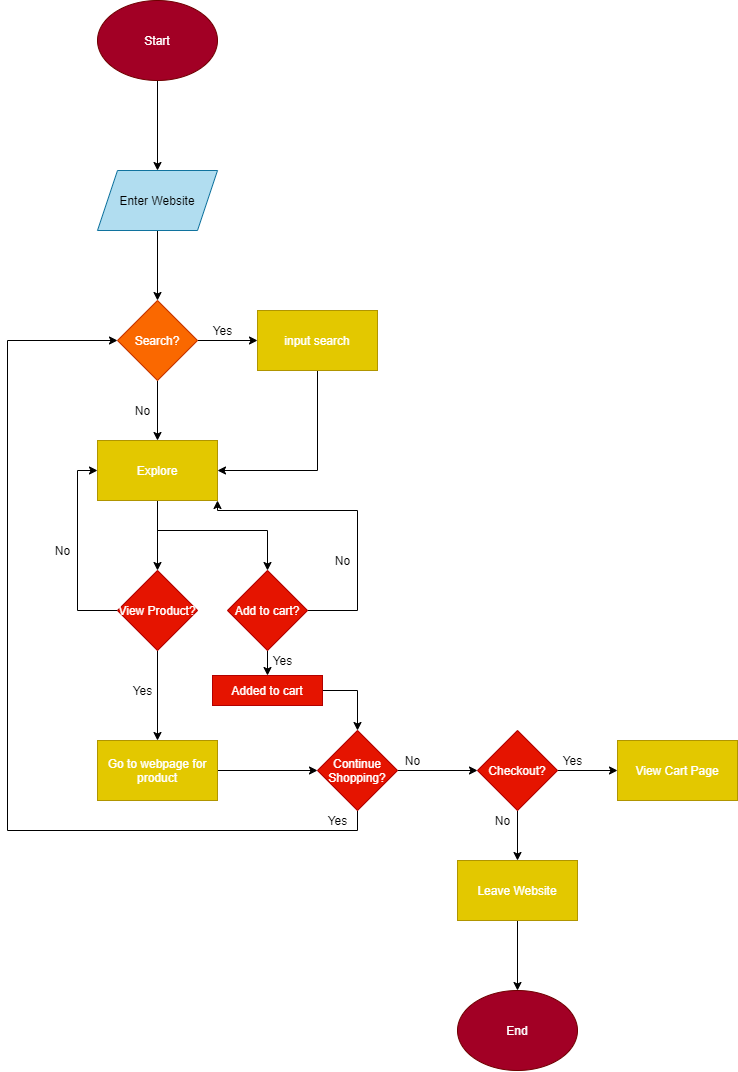 Start
Enter Website
Search?
Yes
input search
No
Explore
No
No
View Product?
Add to cart?
Yes
Yes
Added to cart
Go to webpage for
product
Continue
Shopping?
No
Checkout?
Yes
View Cart Page
Yes
No
Leave Website
End